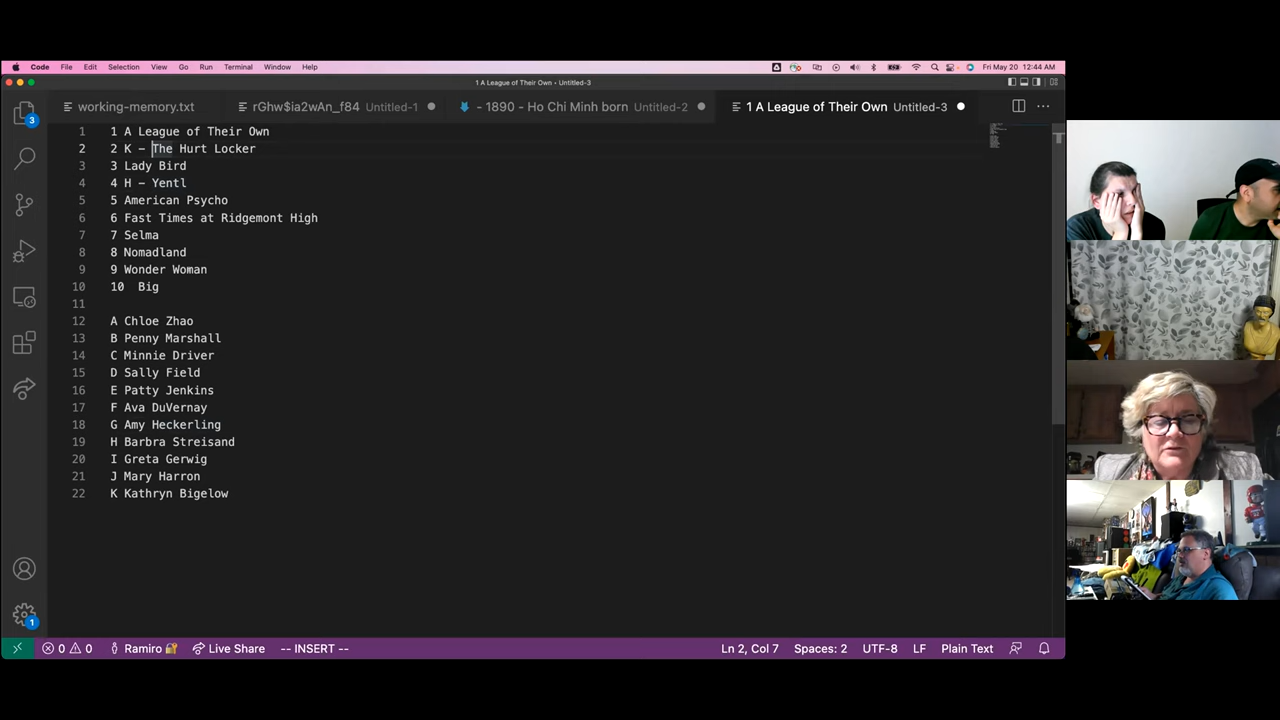 Code File Edit Selection View Go Run Terminal Window Help Fri May 20 12:44 AM
1 A League of Their Own • Untitled-3
working-memory.txt rGhw$ia2wAn_f84 Untitled-1 - 1890 - Ho Chi Minh born Untitled-2 1 A League of Their Own Untitled-3
1 1 A League of Their Own
2 2 K - The Hurt Locker
3 3 Lady Bird
4 4 H - Yentl
5 5 American Psycho
6 6 Fast Times at Ridgemont High
7 7 Selma
8 8 Nomadland
9 9 Wonder Woman
10 10  Big
11
12 A Chloe Zhao
13 B Penny Marshall
14 C Minnie Driver
15 D Sally Field
16 E Patty Jenkins
17 F Ava DuVernay
18 G Amy Heckerling
19 H Barbra Streisand
20 I Greta Gerwig
21 J Mary Harron
22 K Kathryn Bigelow
3
1
0 0 Ramiro Live Share -- INSERT -- Ln 2, Col 7 Spaces: 2 UTF-8 LF Plain Text